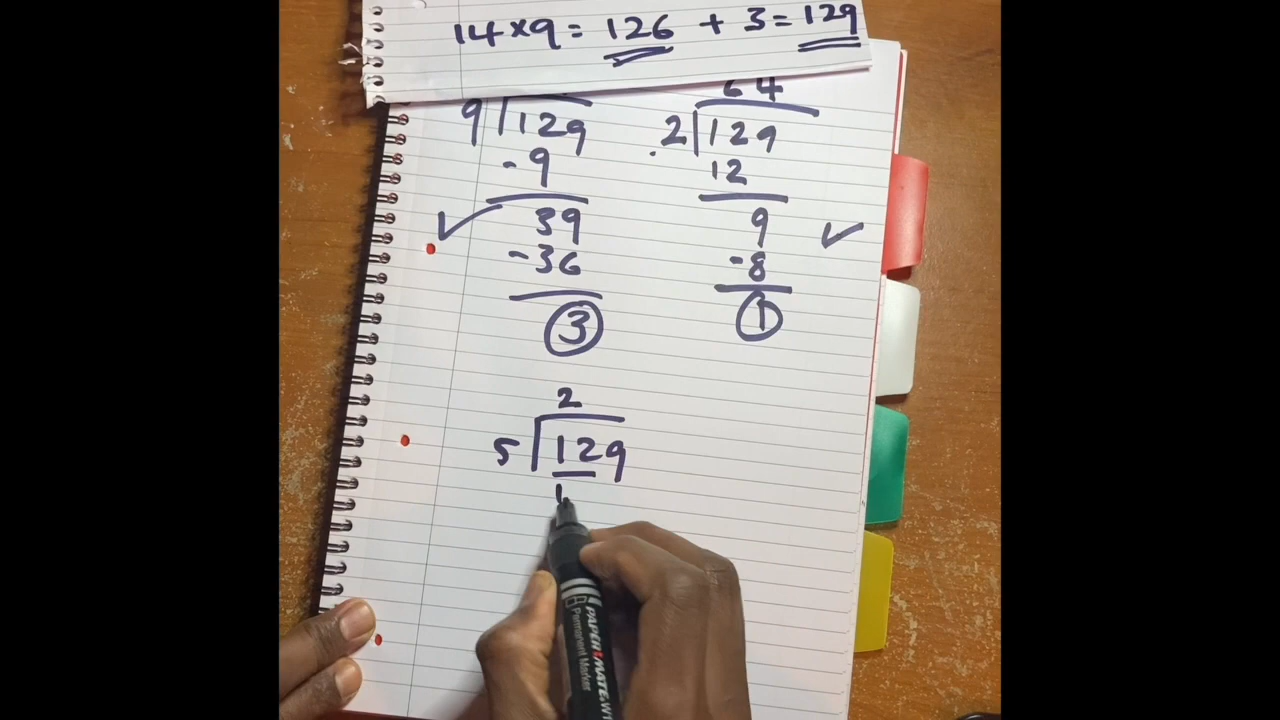 14×9= 126 + 3=129
64
9 129 2 129
-9 12
39 9
-36 -8
3 1
2
5 129
1
PAPER MATE W1
Permanent Marker